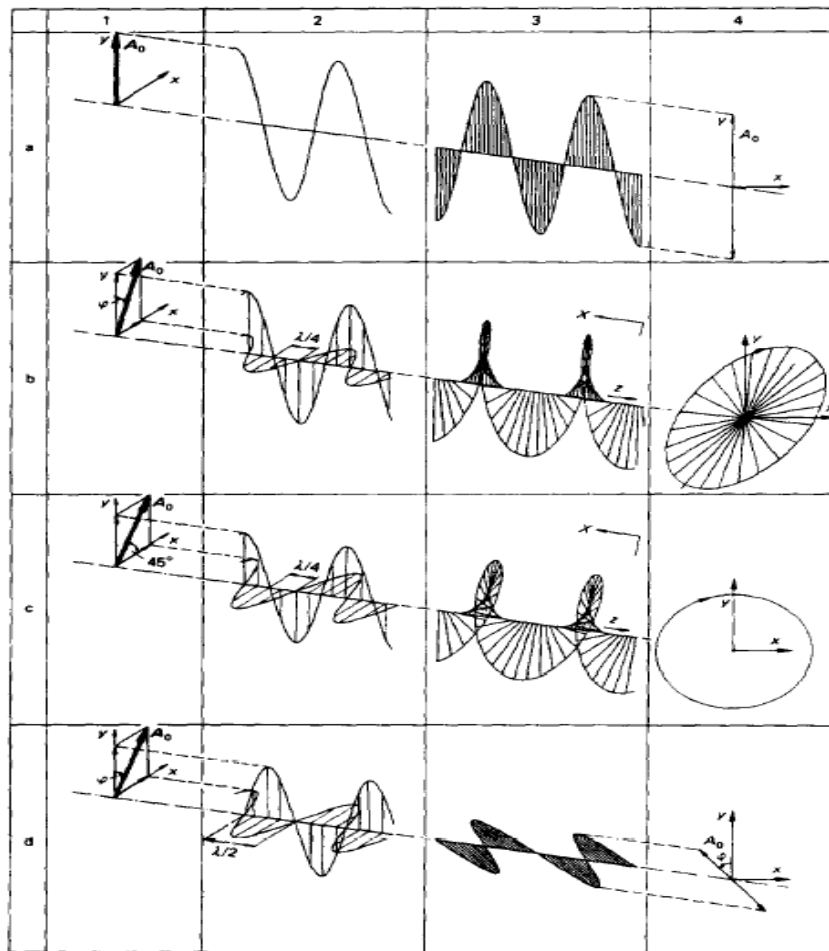 1 2 3 4
a
y A₀ x
y A₀ x
b
y A₀ φ x
λ/4
X z
y
c
y A₀ x 45°
λ/4
X z
y x
d
y A₀ φ x
λ/2
y A₀ φ x